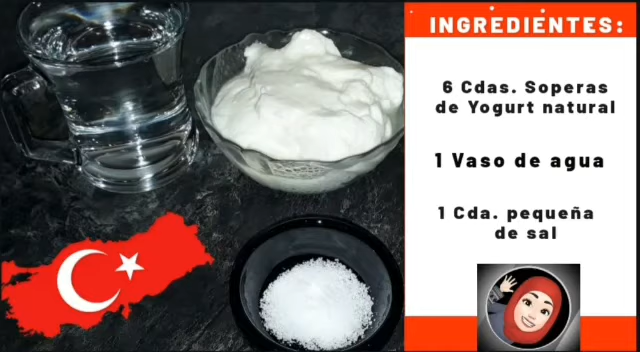 INGREDIENTES:
6 Cdas. Soperas
de Yogurt natural
1 Vaso de agua
1 Cda. pequeña
de sal